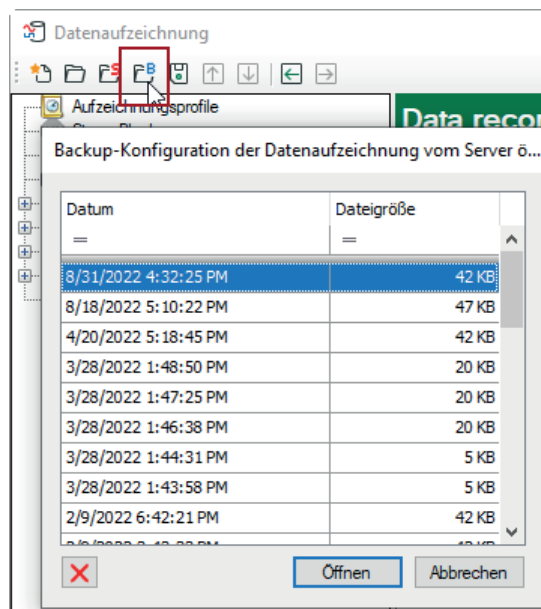 Datenaufzeichnung
S B
Aufzeichnungsprofile
Data recor
Backup-Konfiguration der Datenaufzeichnung vom Server ö...
Datum Dateigröße
= =
8/31/2022 4:32:25 PM 42 KB
8/18/2022 5:10:22 PM 47 KB
4/20/2022 5:18:45 PM 42 KB
3/28/2022 1:48:50 PM 20 KB
3/28/2022 1:47:25 PM 20 KB
3/28/2022 1:46:38 PM 20 KB
3/28/2022 1:44:31 PM 5 KB
3/28/2022 1:43:58 PM 5 KB
2/9/2022 6:42:21 PM 42 KB
Öffnen Abbrechen